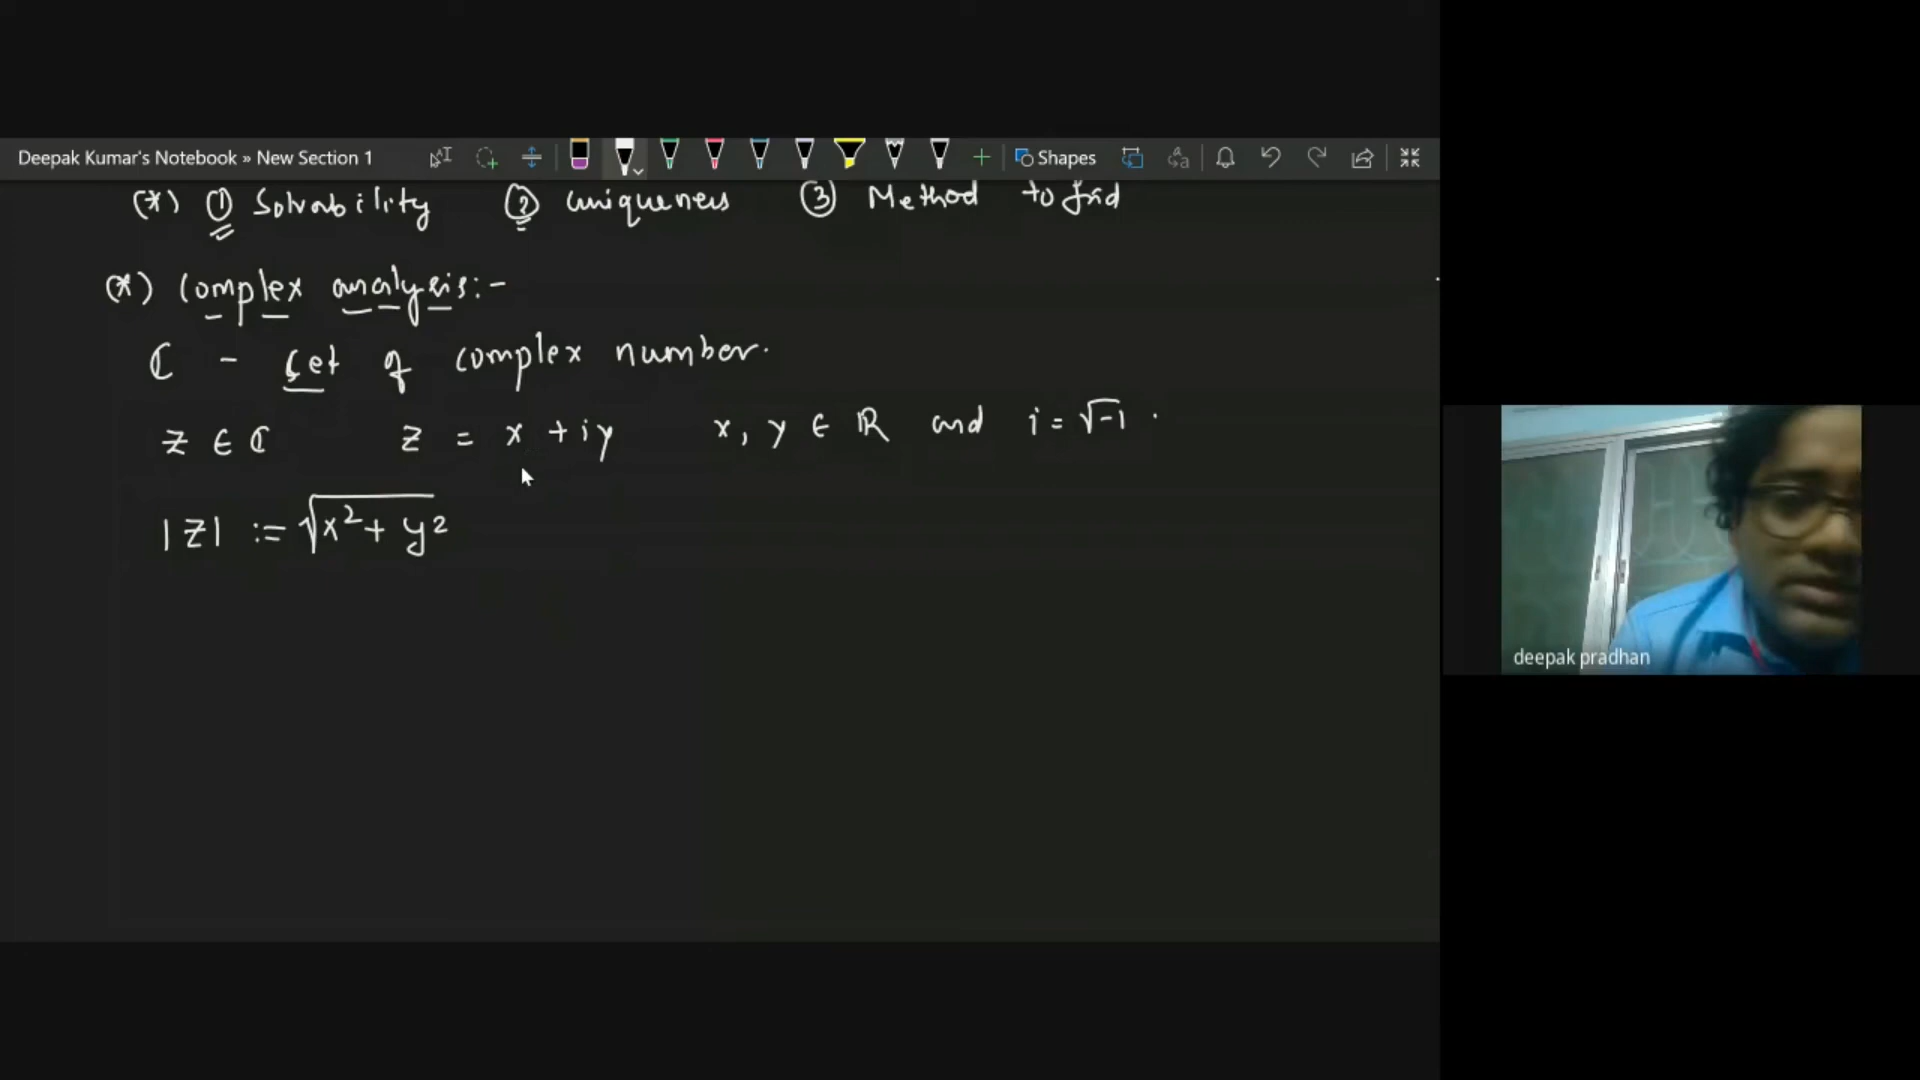 Deepak Kumar's Notebook » New Section 1 Shapes
(*) ① Solvability ② uniqueness ③ Method to find
(*) Complex analysis:-
ℂ - set of complex number.
z ∈ ℂ z = x + iy x, y ∈ ℝ and i = √-1 .
|z| := √x² + y²
deepak pradhan